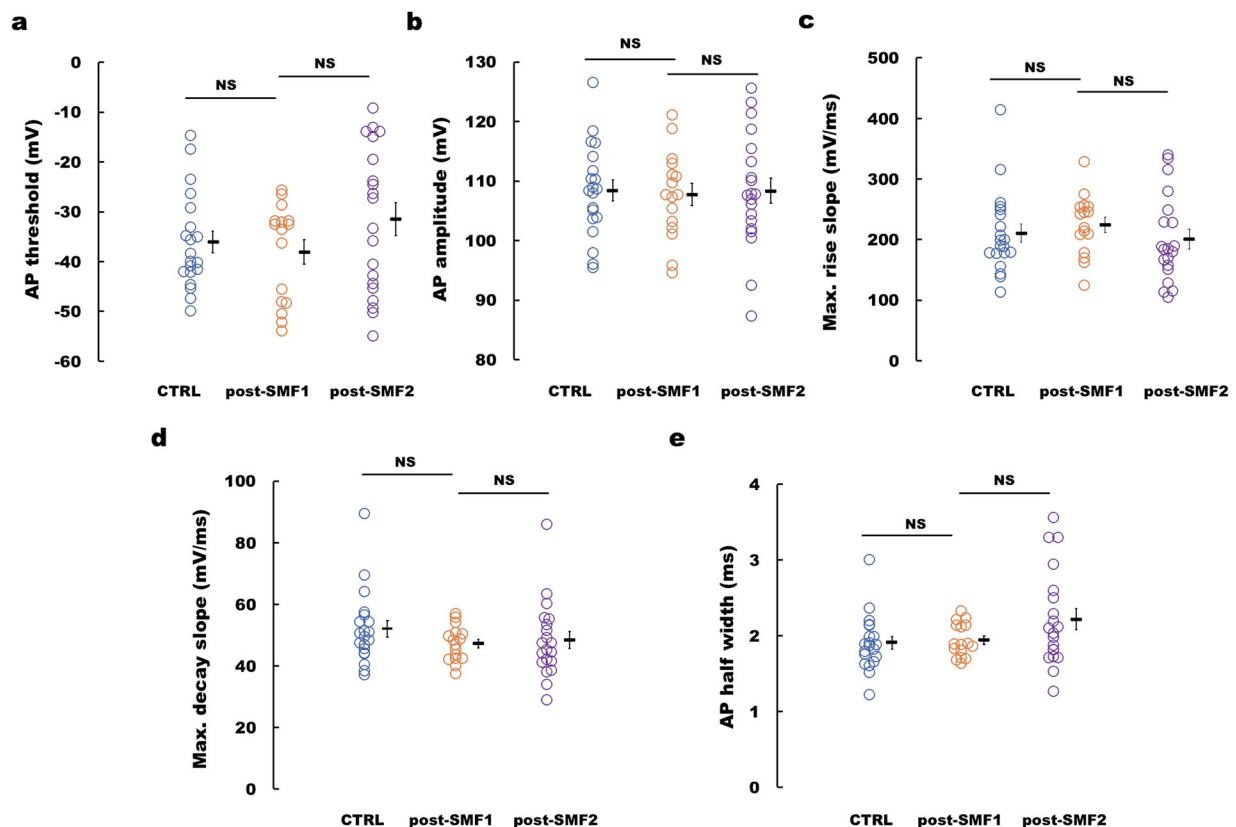 a
NS
NS
0
-10
-20
-30
-40
-50
-60
AP threshold (mV)
CTRL post-SMF1 post-SMF2
b
NS
NS
130
120
110
100
90
80
AP amplitude (mV)
CTRL post-SMF1 post-SMF2
c
NS
NS
500
400
300
200
100
0
Max. rise slope (mV/ms)
CTRL post-SMF1 post-SMF2
d
NS
NS
100
80
60
40
20
0
Max. decay slope (mV/ms)
CTRL post-SMF1 post-SMF2
e
NS
NS
4
3
2
1
0
AP half width (ms)
CTRL post-SMF1 post-SMF2